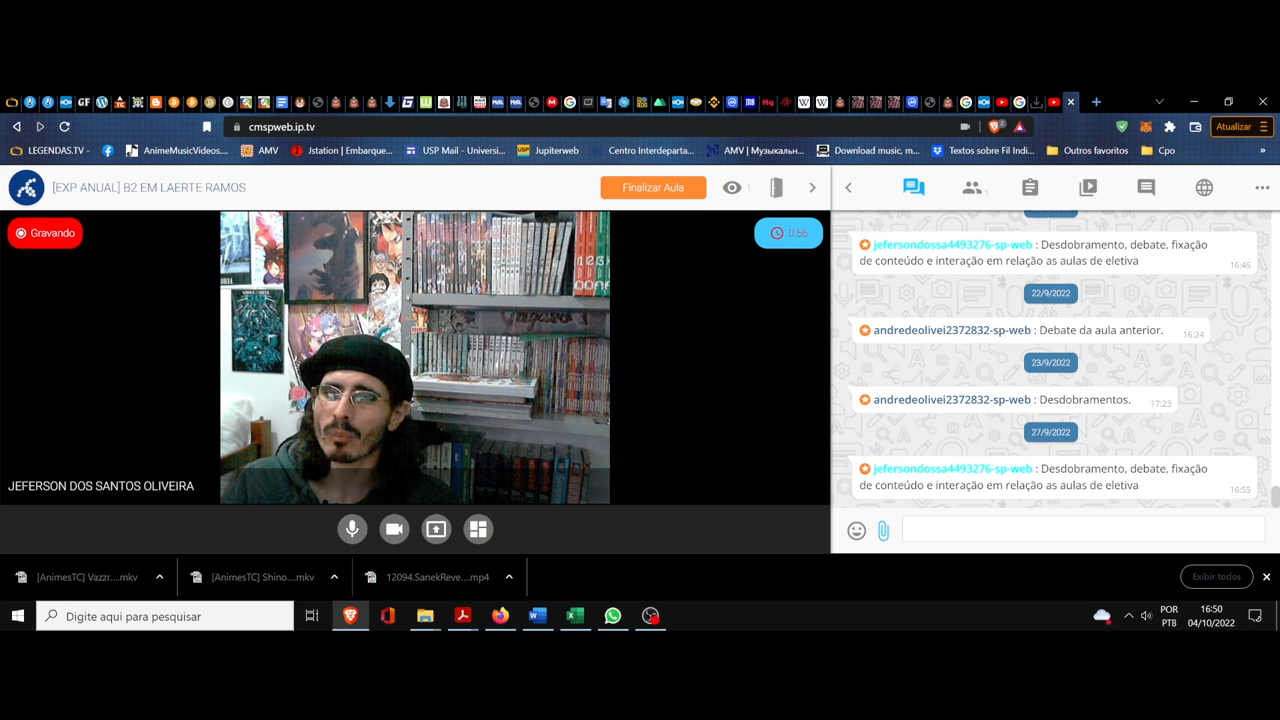 cmspweb.ip.tv
Atualizar
LEGENDAS.TV -
AnimeMusicVideos...
AMV
Jstation | Embarque...
USP Mail - Universi...
Jupiterweb
Centro Interdeparta...
AMV | Музыкальн...
Download music, m...
Textos sobre Fil Indi...
Outros favoritos
Cpo
[EXP ANUAL] B2 EM LAERTE RAMOS
Finalizar Aula
1
1
Gravando
0:56
JEFERSON DOS SANTOS OLIVEIRA
jefersondossa4493276-sp-web : Desdobramento, debate, fixação
de conteúdo e interação em relação as aulas de eletiva
16:45
22/9/2022
andredeolivei2372832-sp-web : Debate da aula anterior.
16:24
23/9/2022
andredeolivei2372832-sp-web : Desdobramentos.
17:23
27/9/2022
jefersondossa4493276-sp-web : Desdobramento, debate, fixação
de conteúdo e interação em relação as aulas de eletiva
16:55
[AnimesTC] Vazzr....mkv
[AnimesTC] Shino....mkv
12094.SanekReve....mp4
Exibir todos
Digite aqui para pesquisar
POR
PTB
16:50
04/10/2022